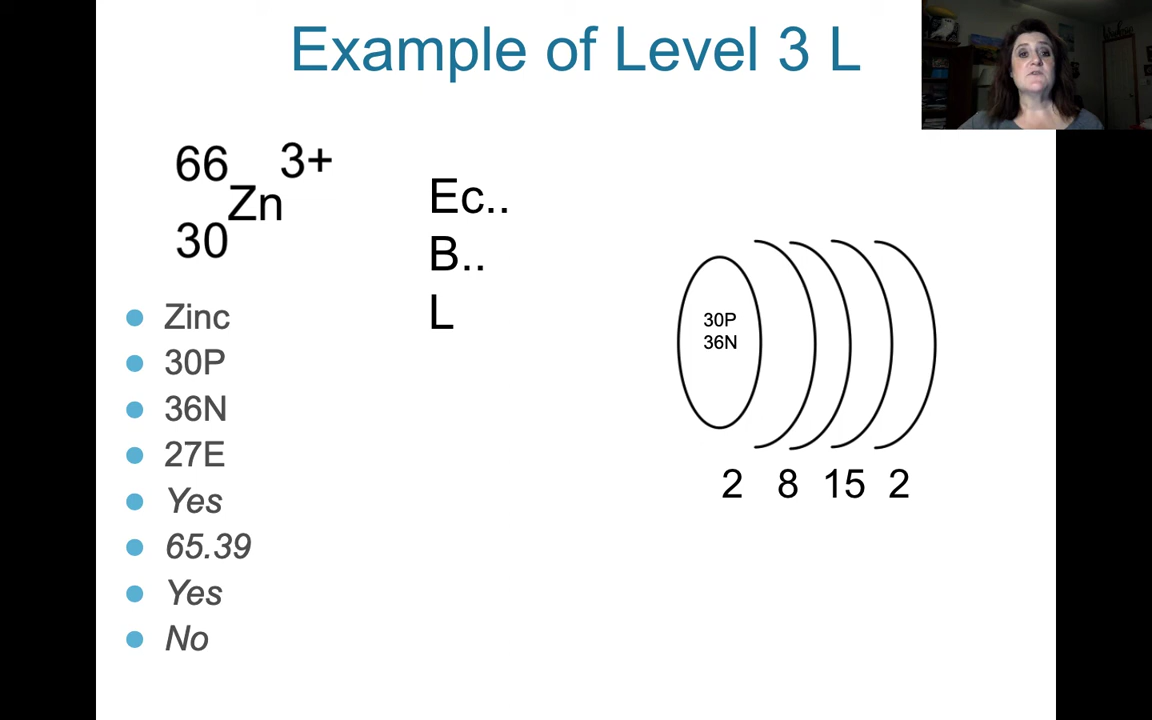 Example of Level 3 L
66 3+
Zn
30
Zinc
30P
36N
27E
Yes
65.39
Yes
No
Ec..
B..
L
30P
36N
2 8 15 2